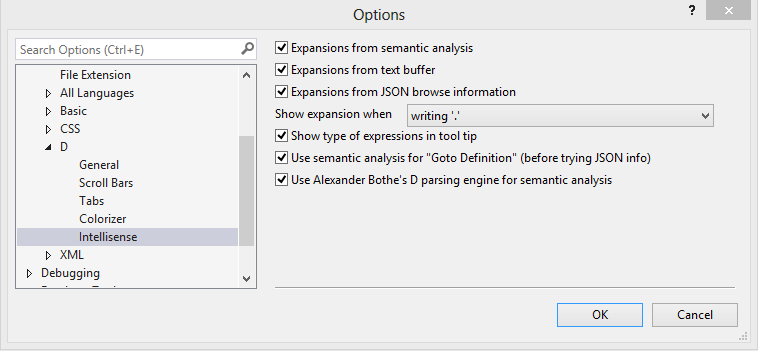 Options
?
Search Options (Ctrl+E)
File Extension
All Languages
Basic
CSS
D
General
Scroll Bars
Tabs
Colorizer
Intellisense
XML
Debugging
Expansions from semantic analysis
Expansions from text buffer
Expansions from JSON browse information
Show expansion when writing '.'
Show type of expressions in tool tip
Use semantic analysis for "Goto Definition" (before trying JSON info)
Use Alexander Bothe's D parsing engine for semantic analysis
OK
Cancel